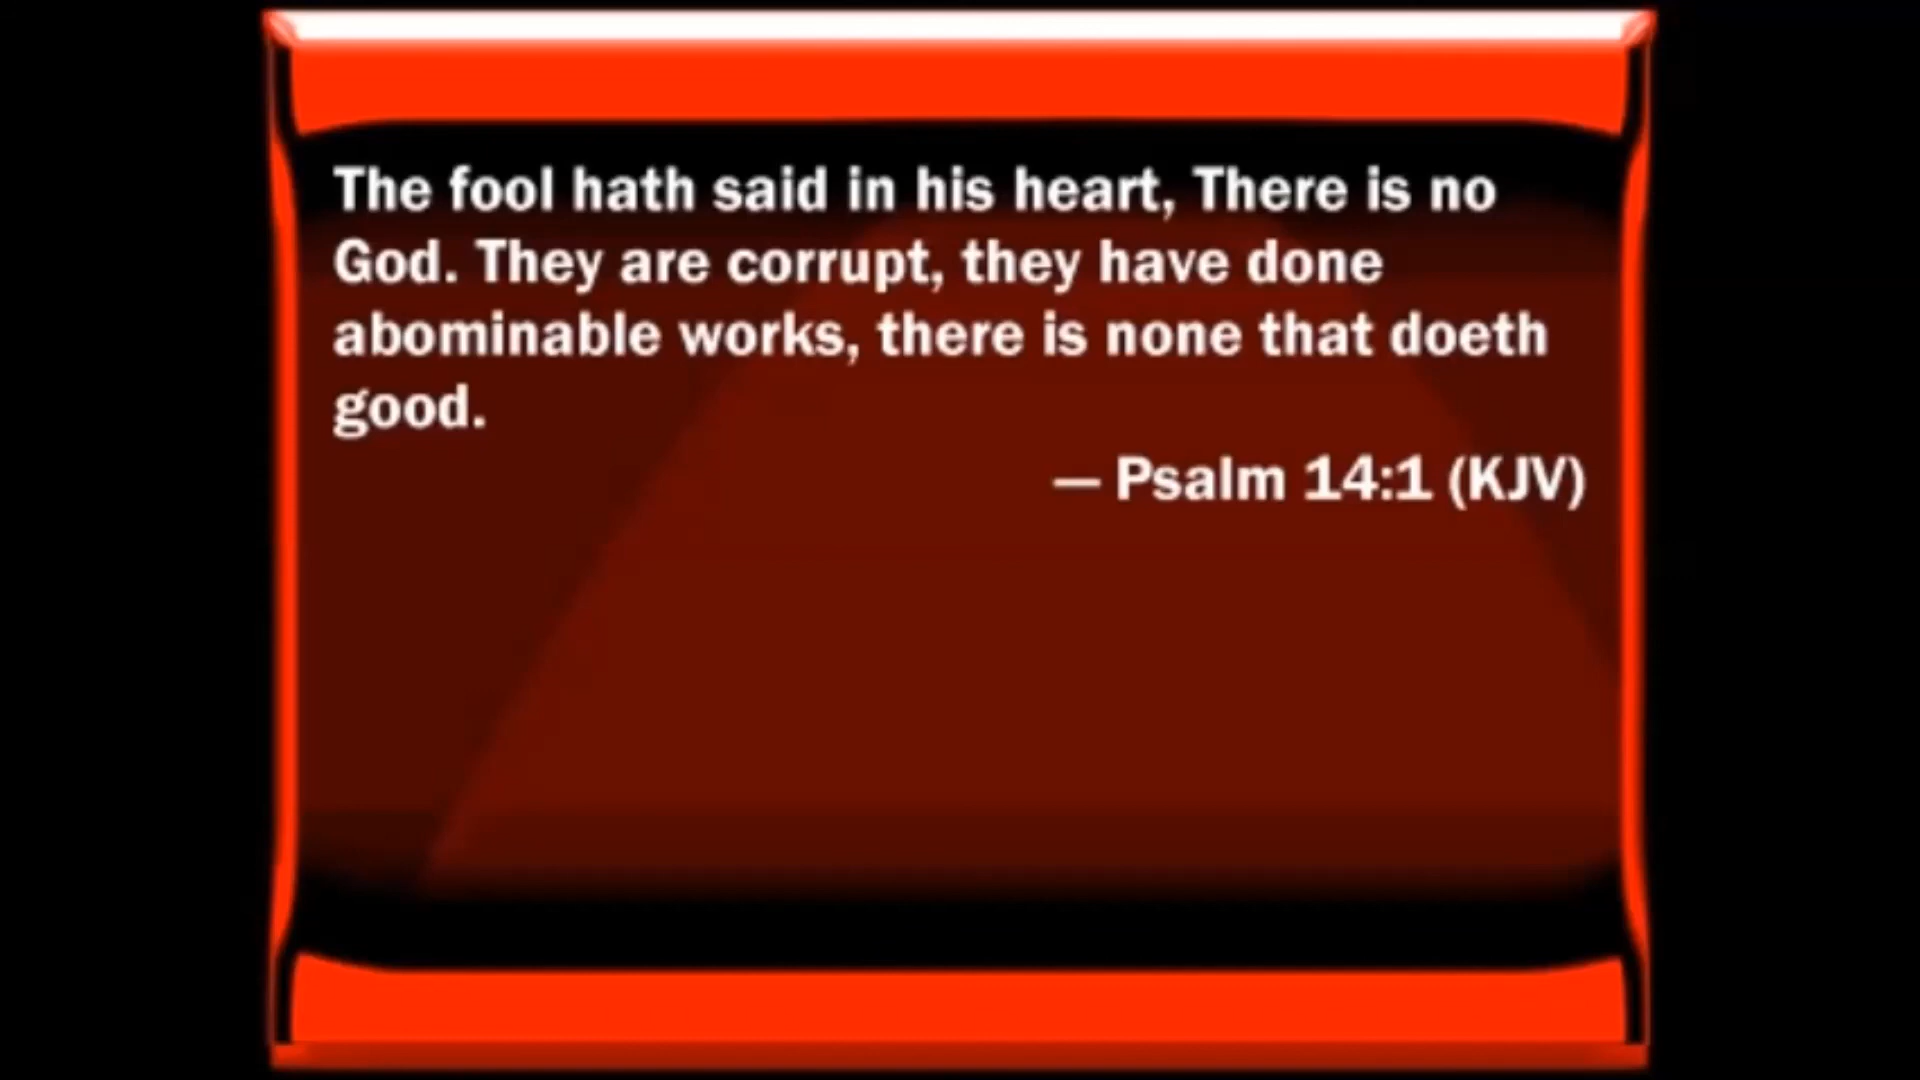 The fool hath said in his heart, There is no
God. They are corrupt, they have done
abominable works, there is none that doeth
good.
— Psalm 14:1 (KJV)